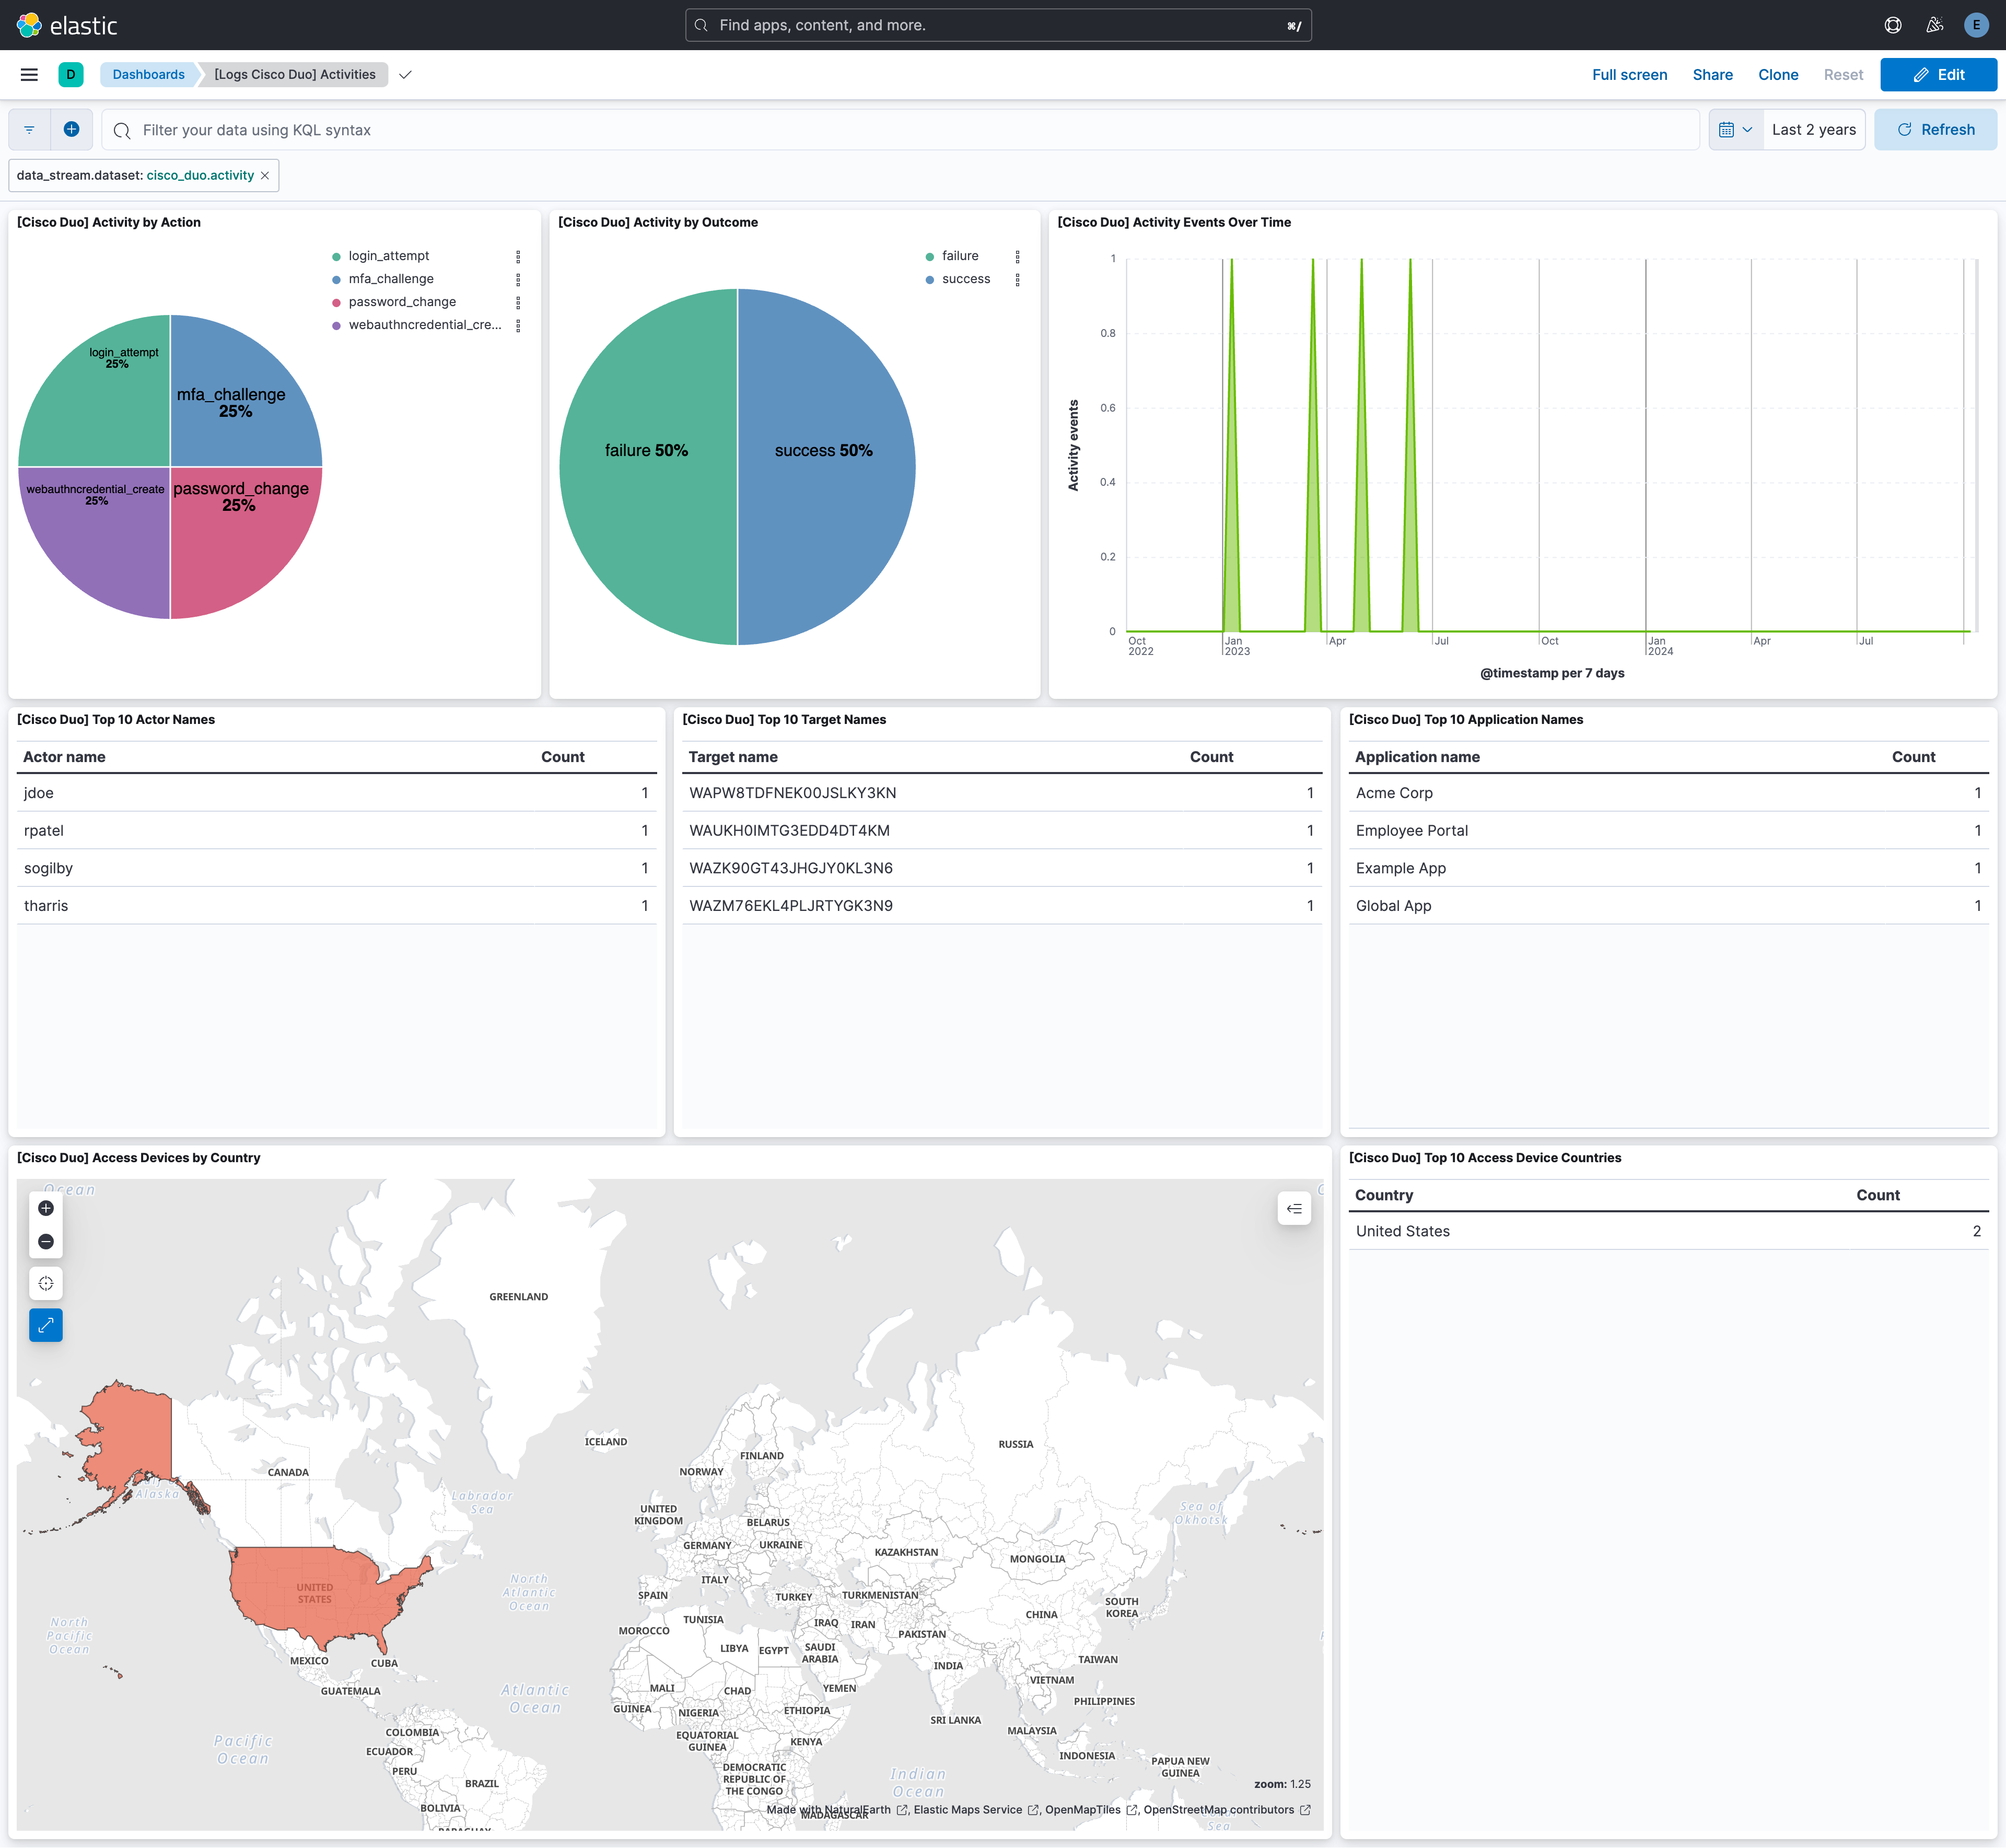 elastic
Find apps, content, and more.
⌘/
E
D
Dashboards
[Logs Cisco Duo] Activities
Full screen
Share
Clone
Reset
Edit
Filter your data using KQL syntax
Last 2 years
Refresh
data_stream.dataset: cisco_duo.activity
[Cisco Duo] Activity by Action
login_attempt
mfa_challenge
password_change
webauthncredential_cre...
login_attempt
25%
mfa_challenge
25%
webauthncredential_create
25%
password_change
25%
[Cisco Duo] Activity by Outcome
failure
success
failure 50%
success 50%
[Cisco Duo] Activity Events Over Time
Activity events
1
0.8
0.6
0.4
0.2
0
Oct
2022
Jan
2023
Apr
Jul
Oct
Jan
2024
Apr
Jul
@timestamp per 7 days
[Cisco Duo] Top 10 Actor Names
Actor name Count
jdoe 1
rpatel 1
sogilby 1
tharris 1
[Cisco Duo] Top 10 Target Names
Target name Count
WAPW8TDFNEK00JSLKY3KN 1
WAUKH0IMTG3EDD4DT4KM 1
WAZK90GT43JHGJY0KL3N6 1
WAZM76EKL4PLJRTYGK3N9 1
[Cisco Duo] Top 10 Application Names
Application name Count
Acme Corp 1
Employee Portal 1
Example App 1
Global App 1
[Cisco Duo] Access Devices by Country
Ocean
GREENLAND
ICELAND
RUSSIA
FINLAND
NORWAY
CANADA
Alaska
Labrador
Sea
UNITED
KINGDOM
BELARUS
Sea of
Okhotsk
GERMANY
UKRAINE
KAZAKHSTAN
MONGOLIA
ITALY
UNITED
STATES
North
Atlantic
Ocean
SPAIN
TURKEY
TURKMENISTAN
SOUTH
KOREA
CHINA
TUNISIA
North
Pacific
Ocean
MOROCCO
IRAQ
IRAN
PAKISTAN
LIBYA
EGYPT
SAUDI
ARABIA
MEXICO
CUBA
TAIWAN
INDIA
VIETNAM
GUATEMALA
Atlantic
Ocean
MALI
CHAD
YEMEN
PHILIPPINES
GUINEA
NIGERIA
ETHIOPIA
SRI LANKA
MALAYSIA
COLOMBIA
EQUATORIAL
GUINEA
KENYA
Pacific
Ocean
ECUADOR
INDONESIA
PAPUA NEW
GUINEA
PERU
BRAZIL
DEMOCRATIC
REPUBLIC OF
THE CONGO
Indian
Ocean
zoom: 1.25
BOLIVIA
MADAGASCAR
Made with NaturalEarth , Elastic Maps Service , OpenMapTiles , OpenStreetMap contributors
Sea
PARAGUAY
[Cisco Duo] Top 10 Access Device Countries
Country Count
United States 2